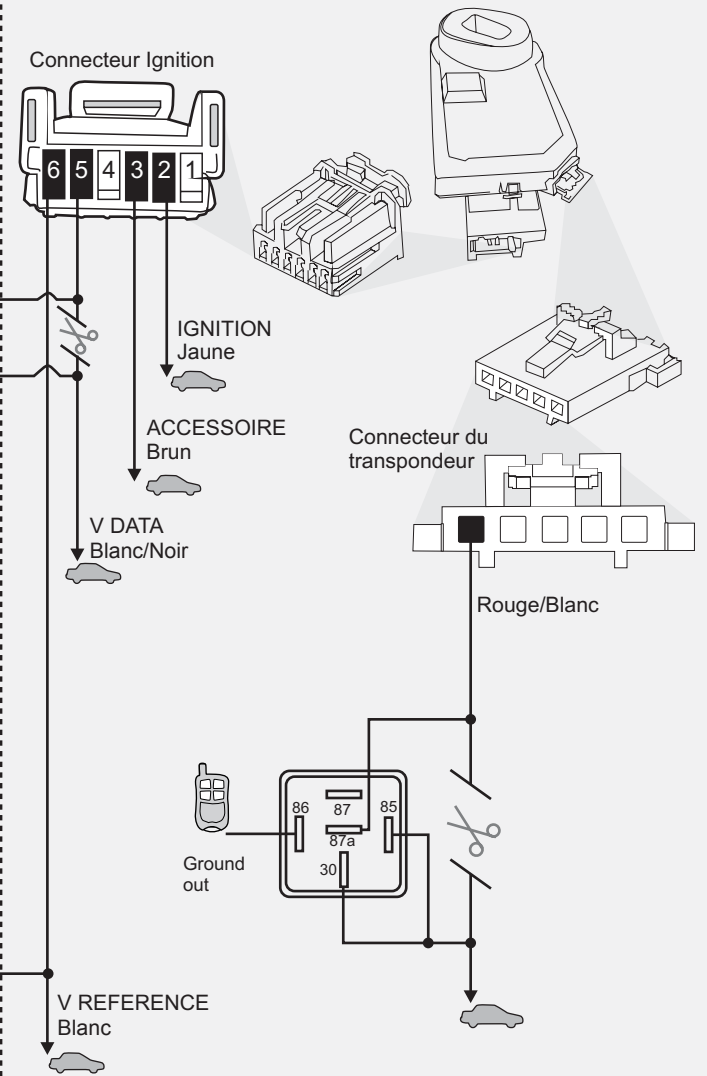 Connecteur Ignition
6 5 4 3 2 1
IGNITION
Jaune
ACCESSOIRE
Brun
V DATA
Blanc/Noir
Connecteur du
transpondeur
Rouge/Blanc
86
87
85
87a
30
Ground
out
V REFERENCE
Blanc